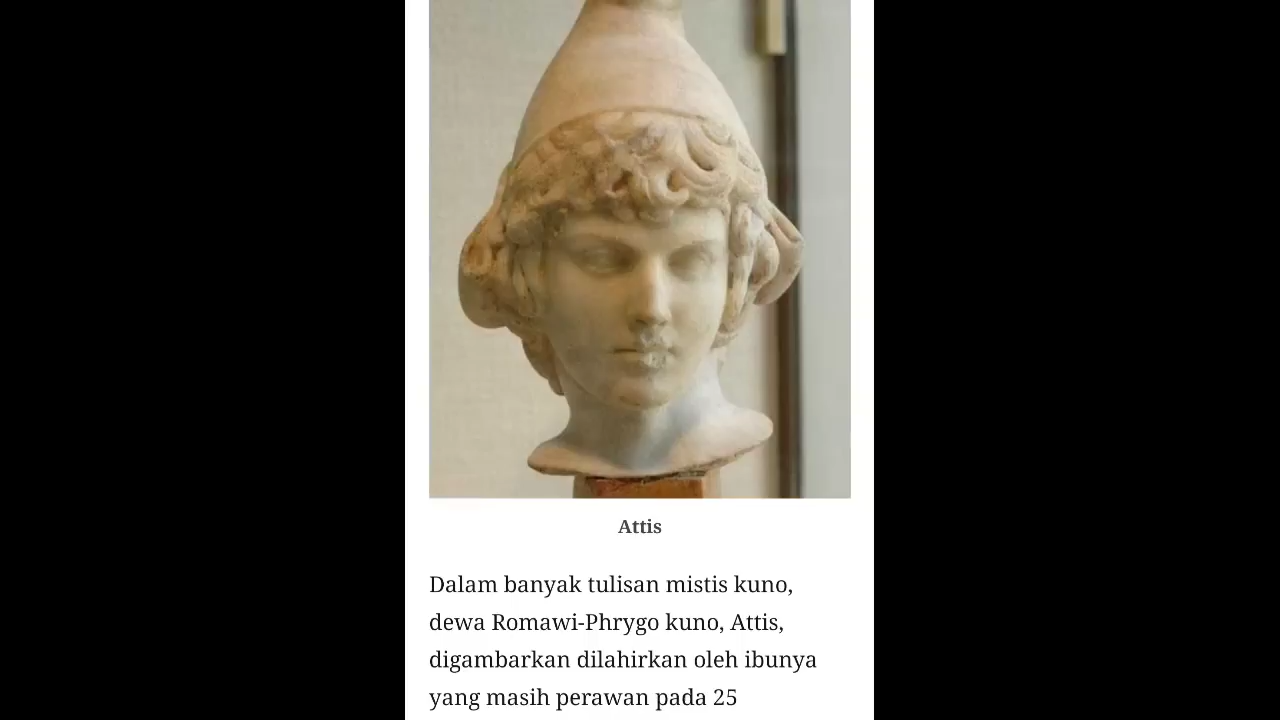 Attis
Dalam banyak tulisan mistis kuno,
dewa Romawi-Phrygo kuno, Attis,
digambarkan dilahirkan oleh ibunya
yang masih perawan pada 25